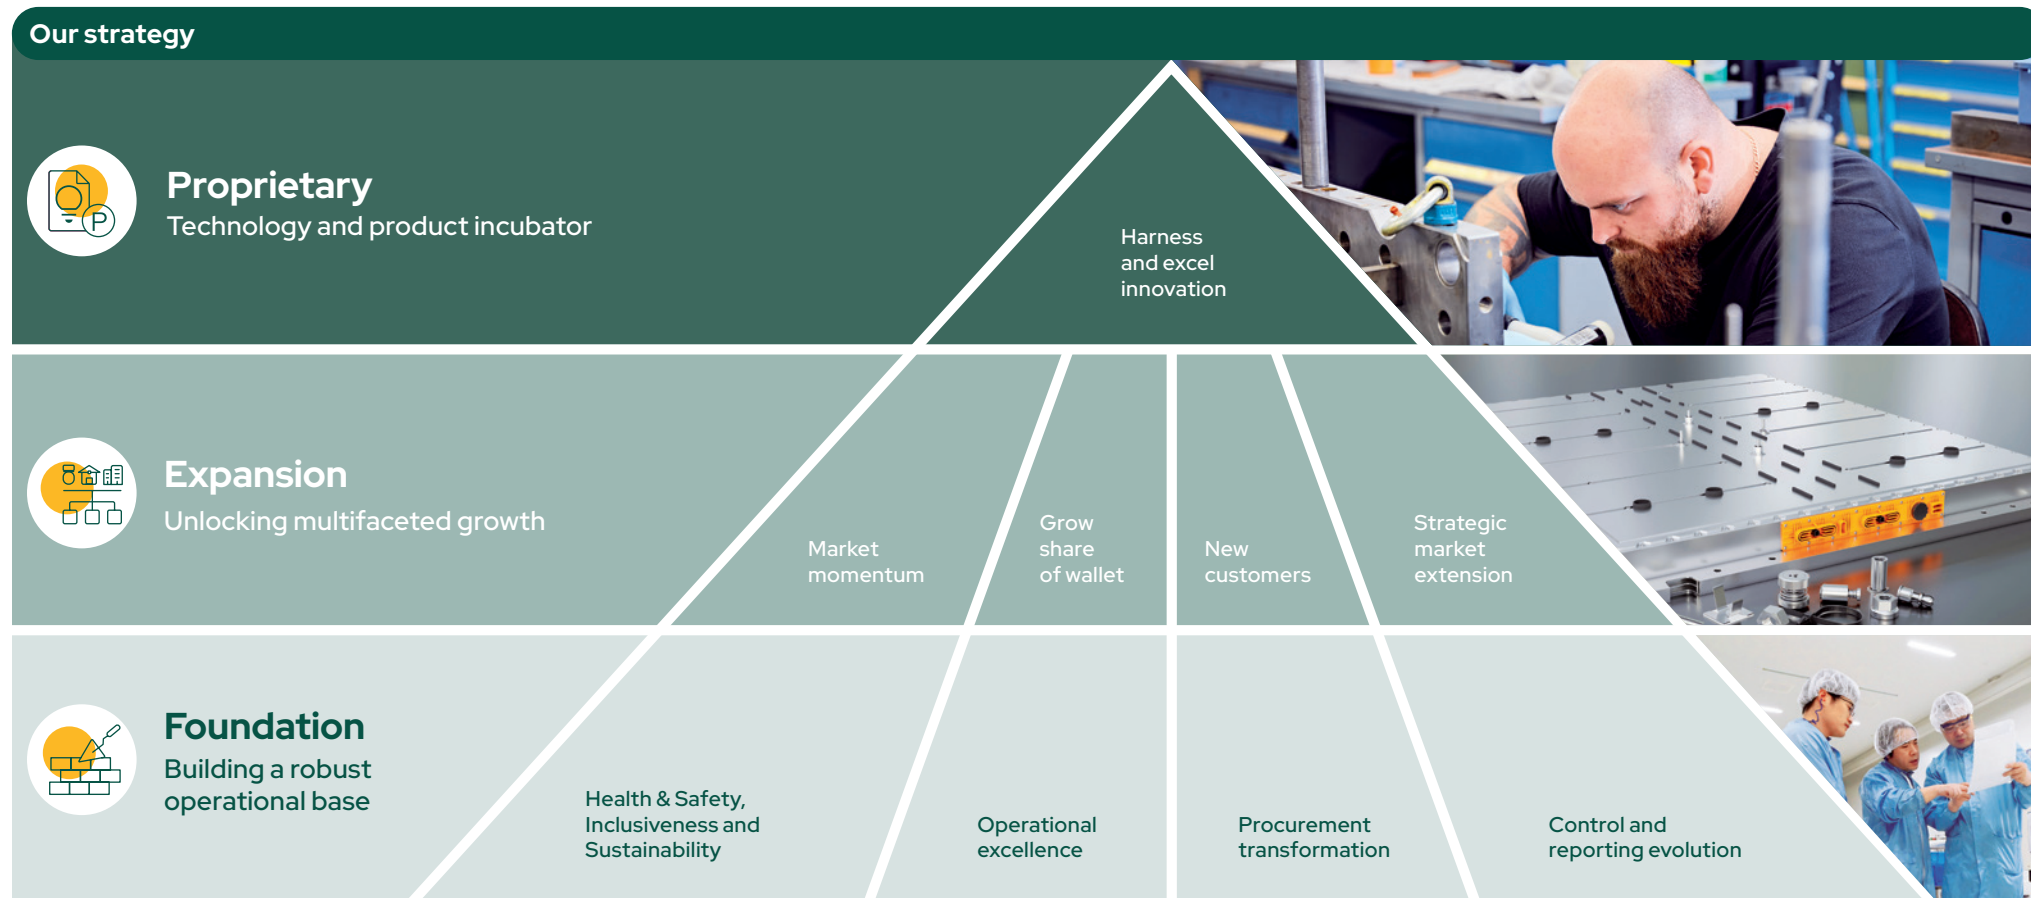 Our strategy
Proprietary
Technology and product incubator
P
Harness
and excel
innovation
Expansion
Unlocking multifaceted growth
Market
momentum
Grow
share
of wallet
New
customers
Strategic
market
extension
Foundation
Building a robust
operational base
Health & Safety,
Inclusiveness and
Sustainability
Operational
excellence
Procurement
transformation
Control and
reporting evolution